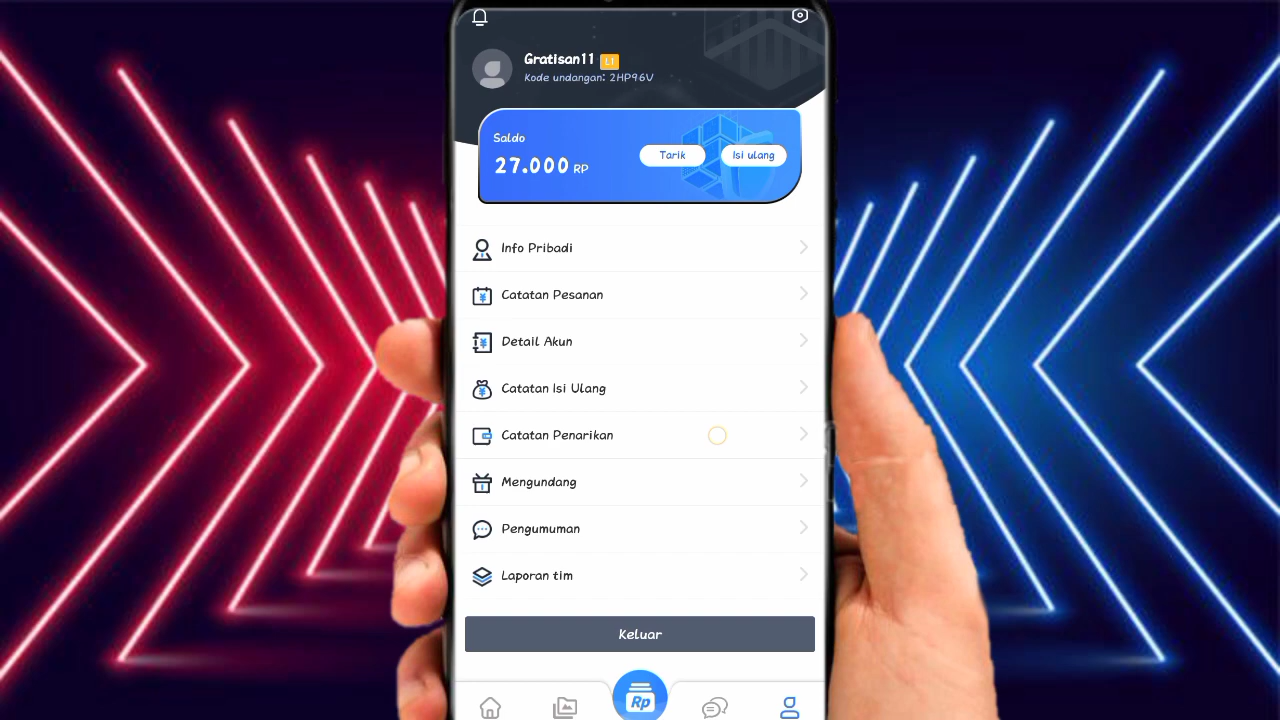 Gratisan11 L1
Kode undangan: 2HP96V
Saldo
27.000 RP
Tarik
Isi ulang
Info Pribadi
Catatan Pesanan
Detail Akun
Catatan Isi Ulang
Catatan Penarikan
Mengundang
Pengumuman
Laporan tim
Keluar
Rp